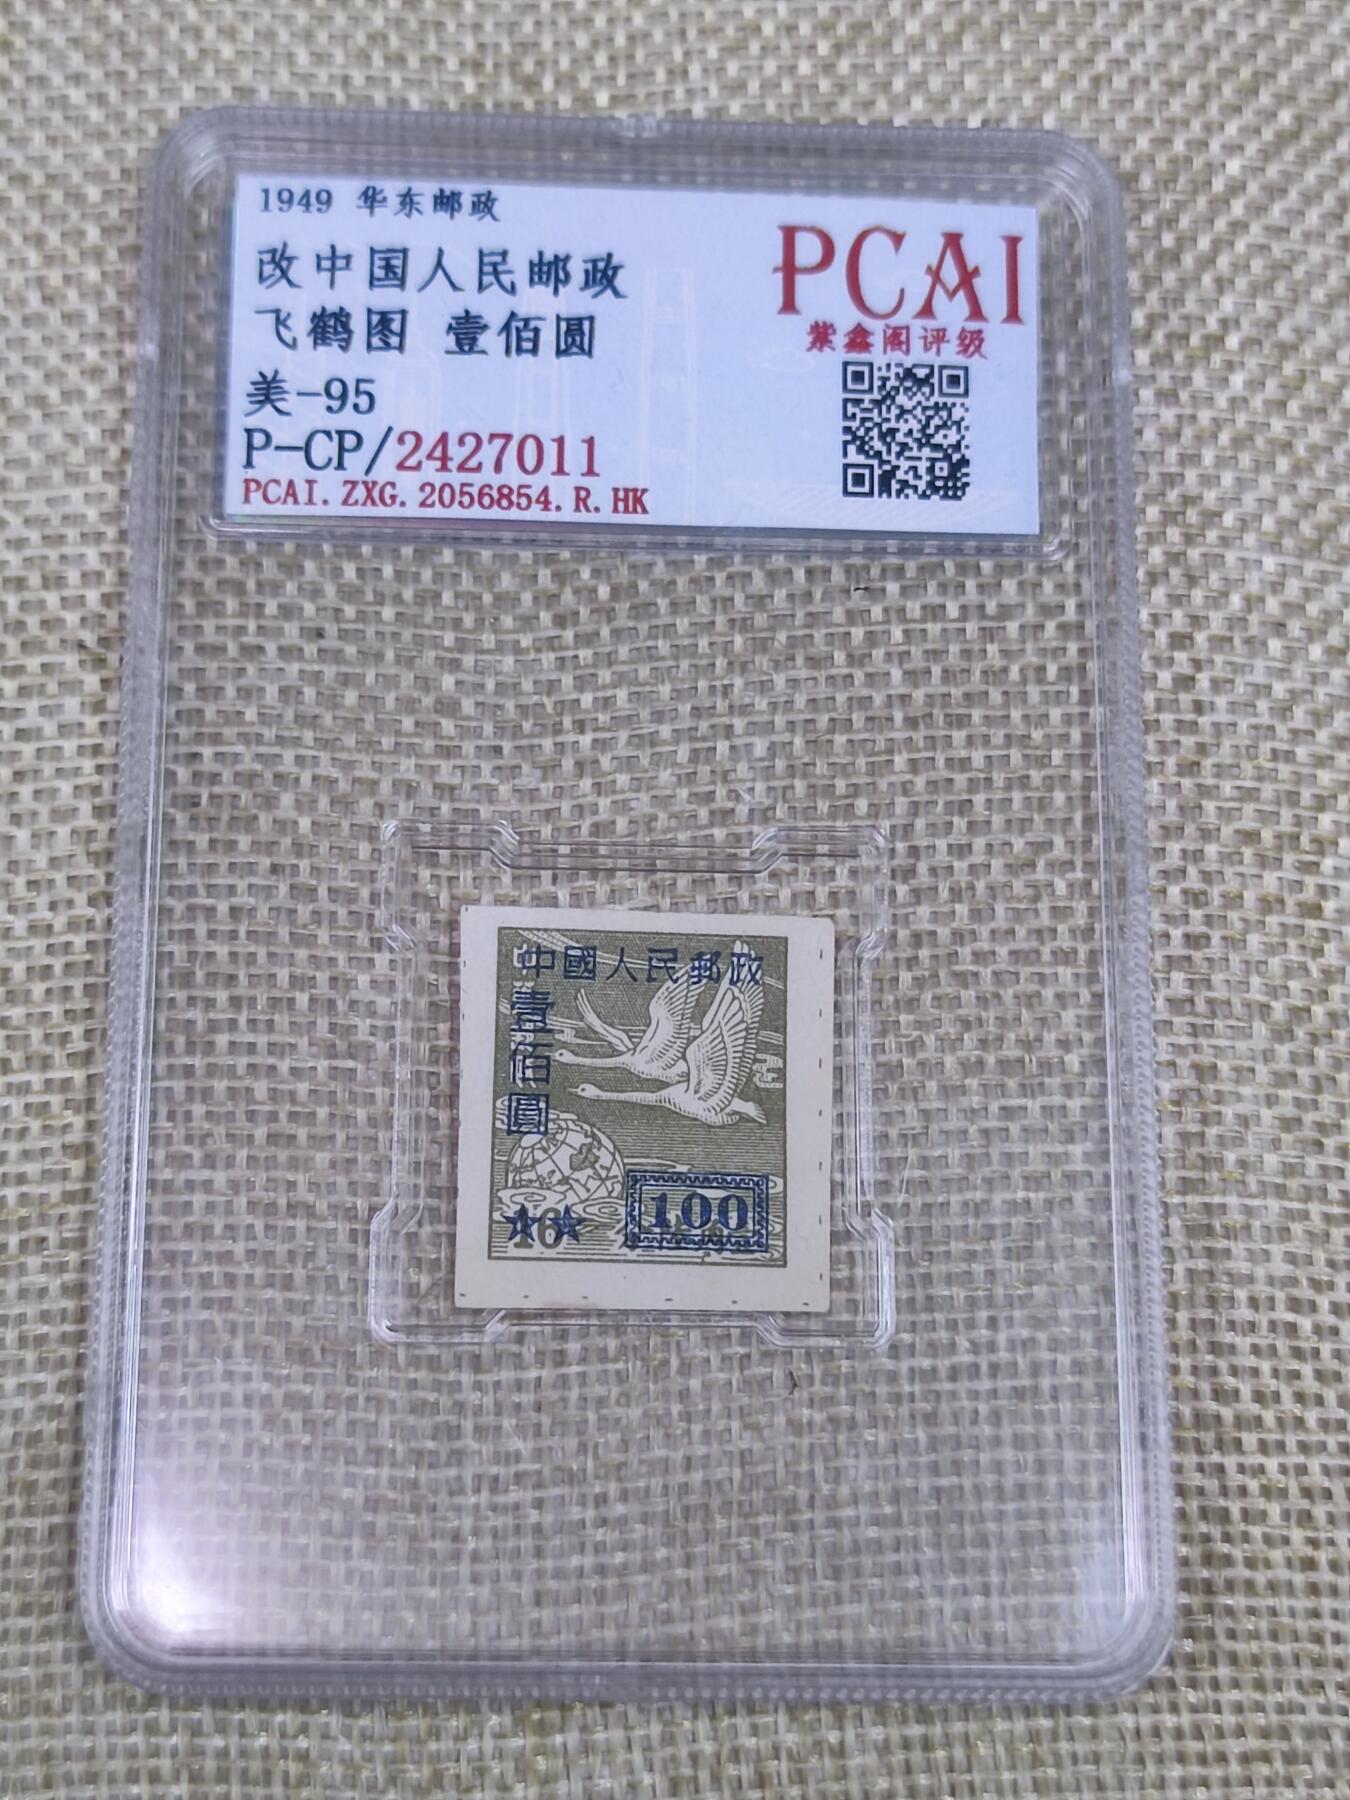 1949 华东邮政
改中国人民邮政
飞鹤图 壹佰圆
美-95
P-CP/2427011
PCAI.ZXG.2056854.R.HK
PCAI
紫鑫阁评级
中國人民郵政
壹佰圓
16
100